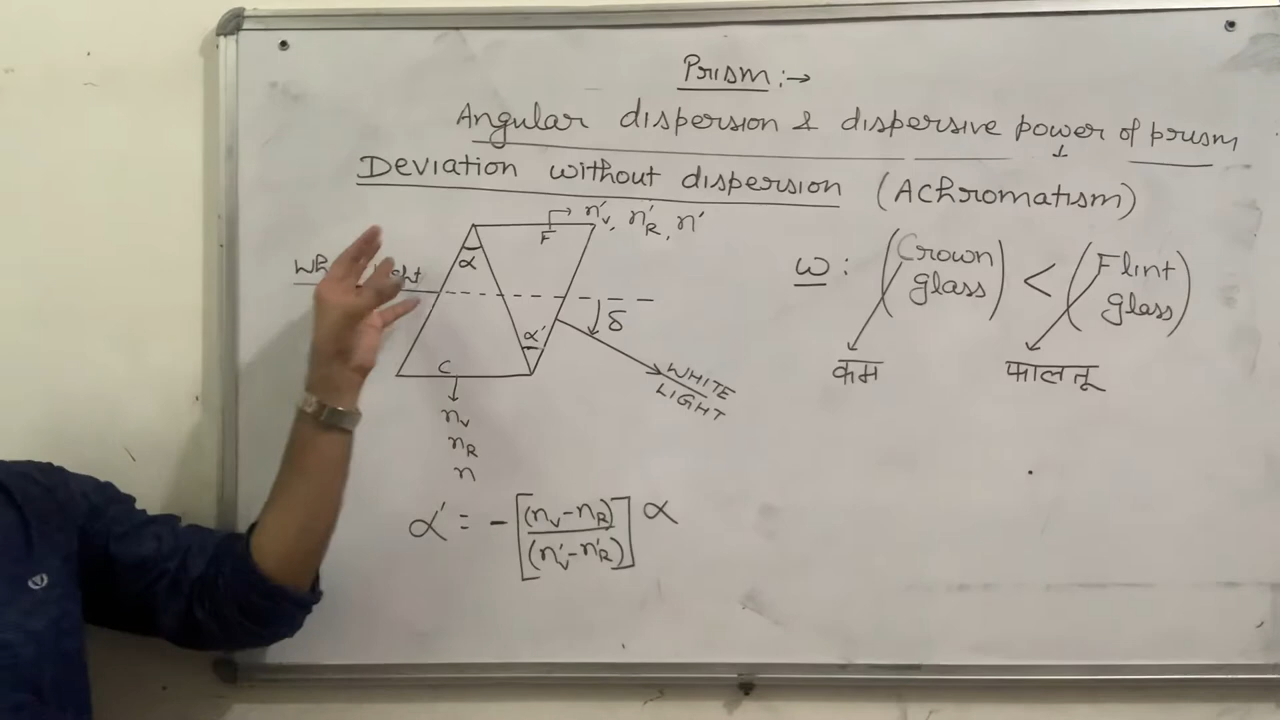 Prism :→
Angular dispersion & dispersive power of prism
Deviation without dispersion (Achromatism)
F → n'V, n'R, n'
α
α'
δ
WHITE
LIGHT
C
nV
nR
n
ω : (Crown glass) < (Flint glass)
कम फालतू
α' = - [(nV-nR)/(n'V-n'R)] α